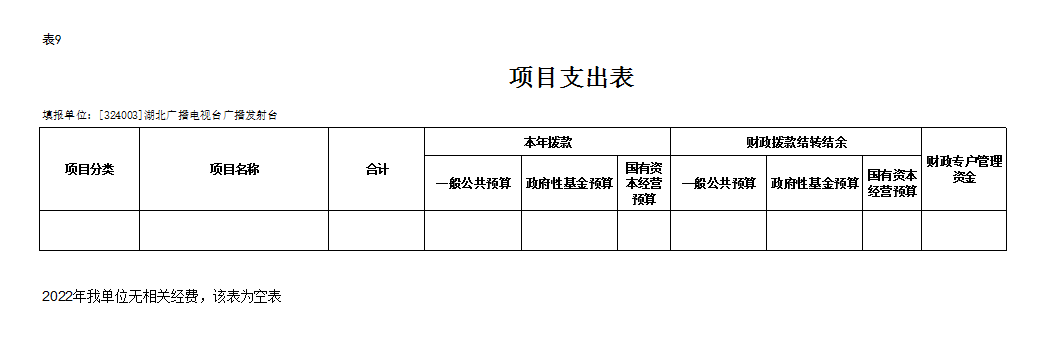 表9
项目支出表
填报单位：[324003]湖北广播电视台广播发射台
项目分类 项目名称 合计 本年拨款 财政拨款结转结余 财政专户管理
资金
一般公共预算 政府性基金预算 国有资
本经营
预算 一般公共预算 政府性基金预算 国有资本
经营预算
2022年我单位无相关经费，该表为空表